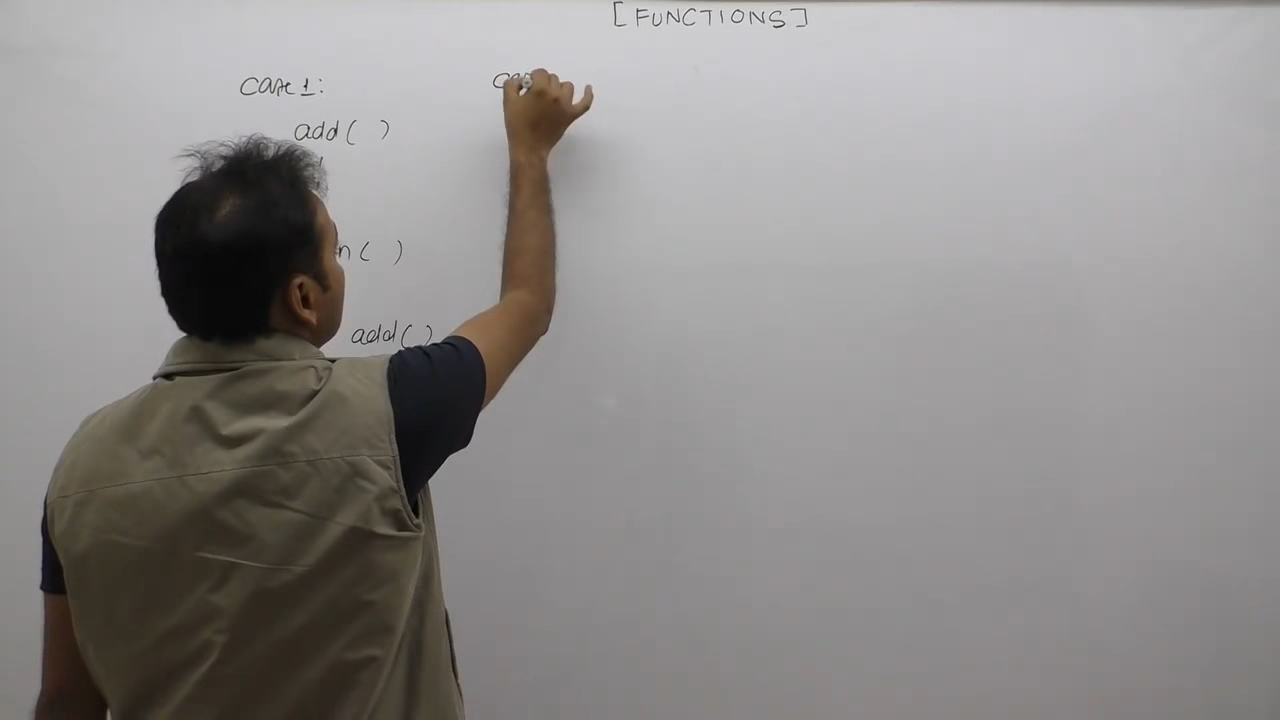 [FUNCTIONS]
case 1:
add( )
n( )
add( )